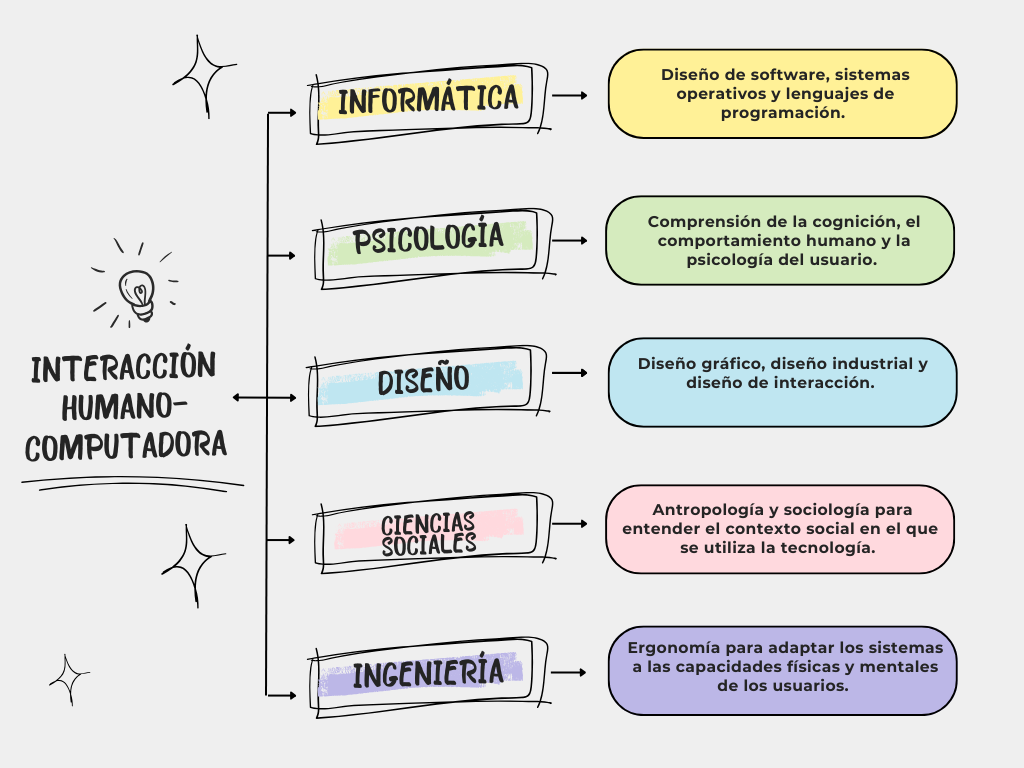 INTERACCIÓN
HUMANO-
COMPUTADORA
INFORMÁTICA
Diseño de software, sistemas
operativos y lenguajes de
programación.
PSICOLOGÍA
Comprensión de la cognición, el
comportamiento humano y la
psicología del usuario.
DISEÑO
Diseño gráfico, diseño industrial y
diseño de interacción.
CIENCIAS
SOCIALES
Antropología y sociología para
entender el contexto social en el que
se utiliza la tecnología.
INGENIERÍA
Ergonomía para adaptar los sistemas
a las capacidades físicas y mentales
de los usuarios.